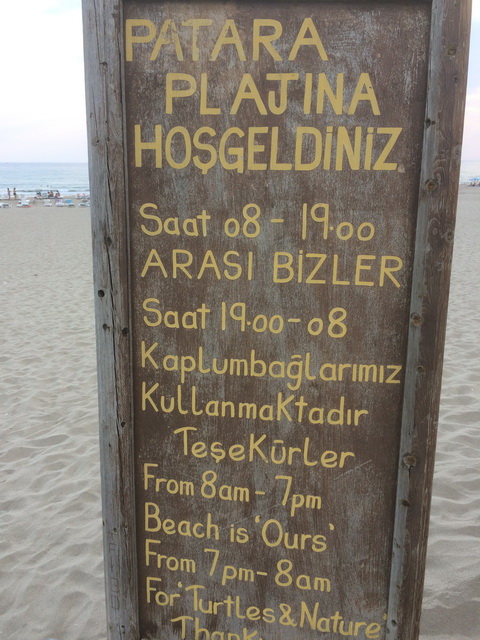 PATARA
PLAJINA
HOŞGELDİNİZ
Saat 08 - 19.00
ARASI BİZLER
Saat 19.00-08
Kaplumbağlarımız
Kullanmaktadır
Teşekürler
From 8am - 7pm
Beach is 'Ours'
From 7pm - 8am
For 'Turtles & Nature'
Thank